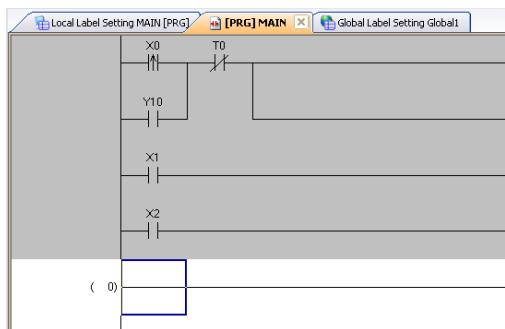 Local Label Setting MAIN [PRG] [PRG] MAIN Global Label Setting Global1
X0 T0
Y10
X1
X2
( 0)